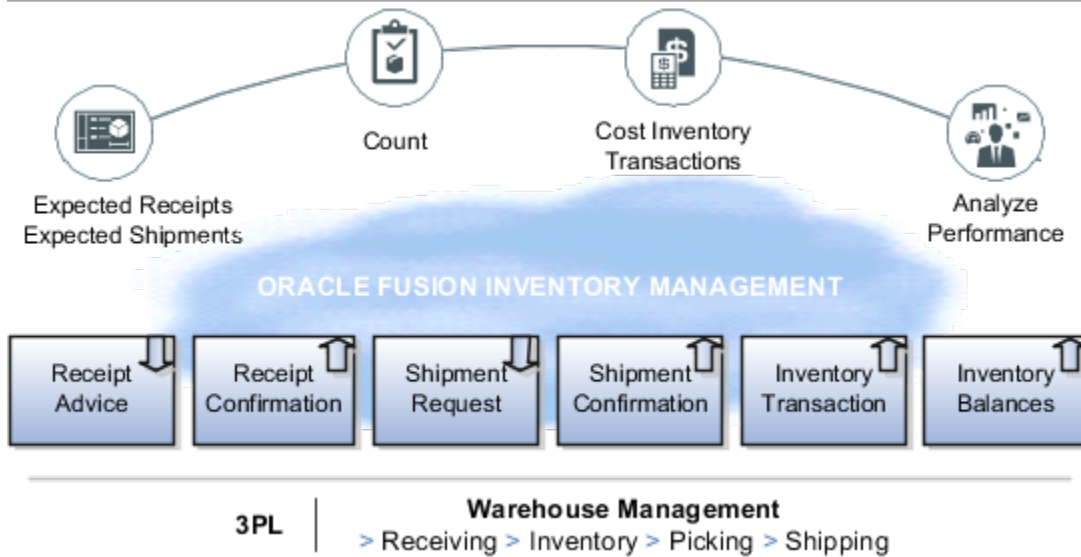 Expected Receipts
Expected Shipments
Count
Cost Inventory
Transactions
Analyze
Performance
ORACLE FUSION INVENTORY MANAGEMENT
Receipt
Advice
Receipt
Confirmation
Shipment
Request
Shipment
Confirmation
Inventory
Transaction
Inventory
Balances
3PL
Warehouse Management
> Receiving > Inventory > Picking > Shipping